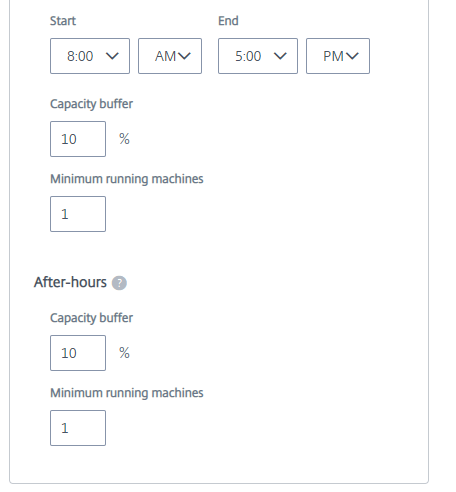 Start End
8:00 AM 5:00 PM
Capacity buffer
10 %
Minimum running machines
1
After-hours ?
Capacity buffer
10 %
Minimum running machines
1